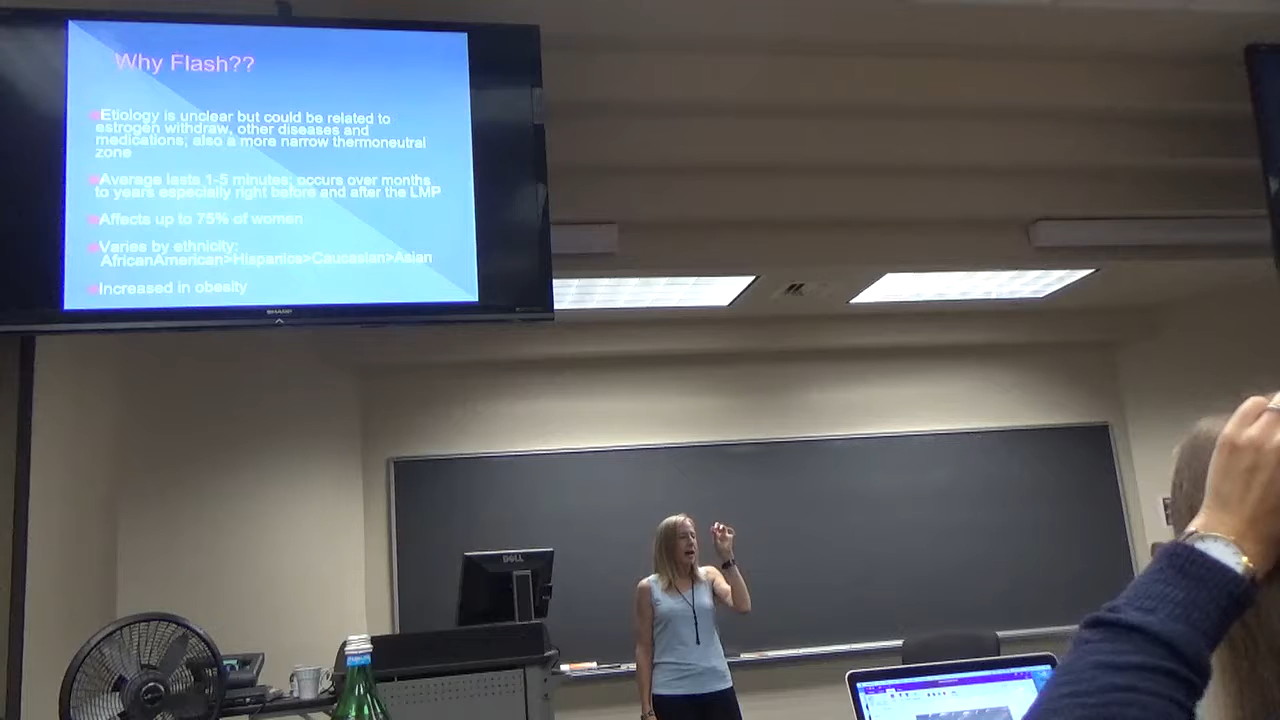 Why Flash??
Etiology is unclear but could be related to
estrogen withdraw, other diseases and
medications; also a more narrow thermoneutral
zone
Average lasts 1-5 minutes; occurs over months
to years especially right before and after the LMP
Affects up to 75% of women
Varies by ethnicity:
AfricanAmerican>Hispanics>Caucasian>Asian
Increased in obesity
SHARP
DELL